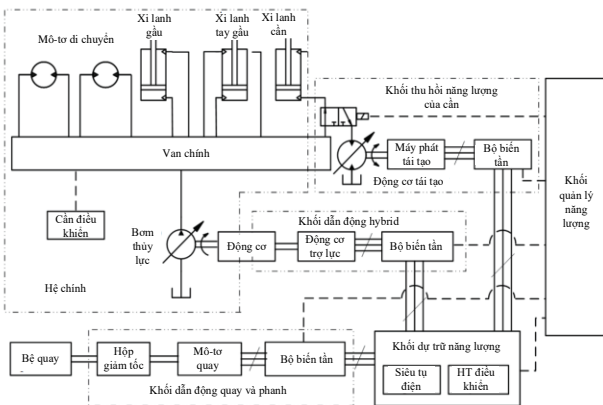 Xi lanh
gầu
Xi lanh
tay gầu
Xi lanh
cần
Mô-tơ di chuyển
Khối thu hồi năng lượng
của cần
Van chính
Máy phát
tái tạo
Bộ biến
tần
Động cơ tái tạo
Khối
quản lý
năng
lượng
Cần điều
khiển
Bơm
thủy
lực
Khối dẫn động hybrid
Động cơ
Động cơ
trợ lực
Bộ biến tần
Hệ chính
Bệ quay
Hộp
giảm tốc
Mô-tơ
quay
Bộ biến tần
Khối dự trữ năng lượng
Siêu tụ
điện
HT điều
khiển
Khối dẫn động quay và phanh